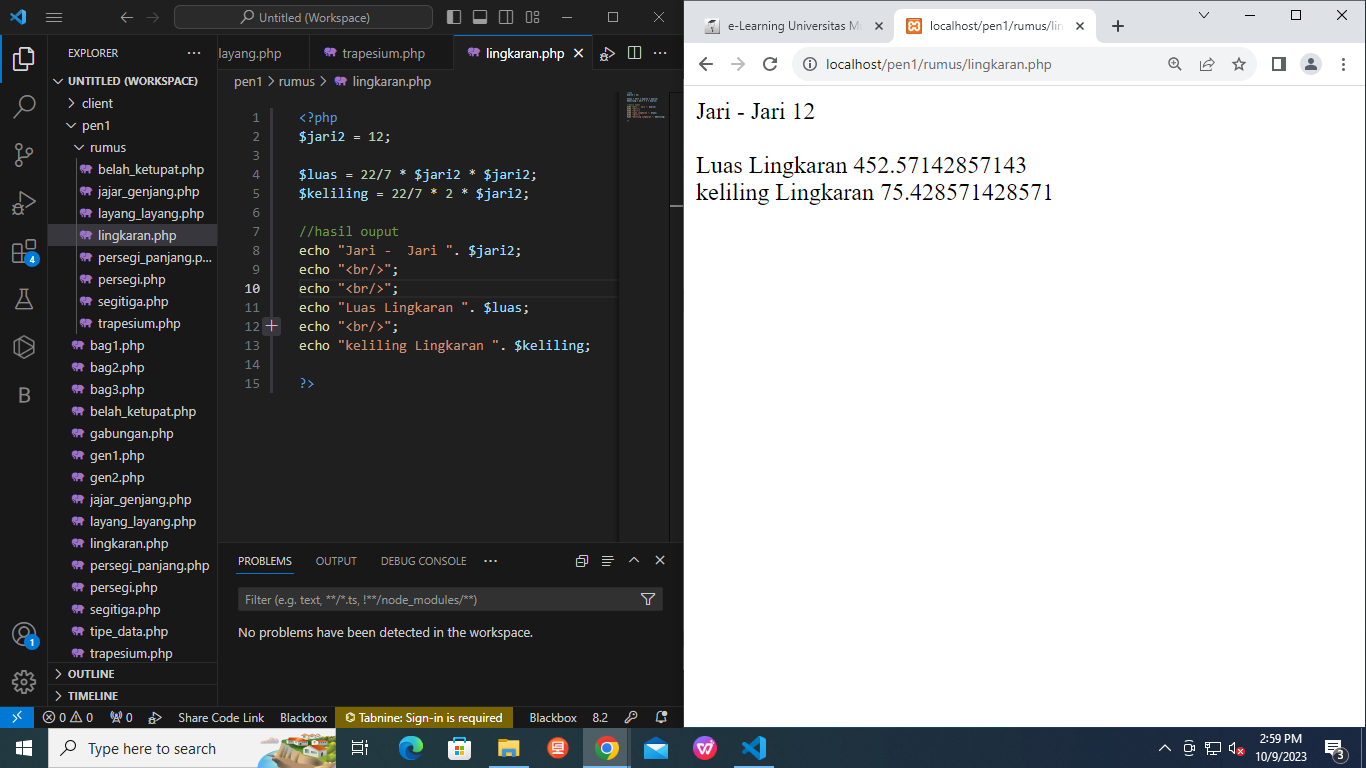 Untitled (Workspace)
EXPLORER
UNTITLED (WORKSPACE)
client
pen1
rumus
belah_ketupat.php
jajar_genjang.php
layang_layang.php
lingkaran.php
persegi_panjang.p...
persegi.php
segitiga.php
trapesium.php
bag1.php
bag2.php
bag3.php
belah_ketupat.php
gabungan.php
gen1.php
gen2.php
jajar_genjang.php
layang_layang.php
lingkaran.php
persegi_panjang.php
persegi.php
segitiga.php
tipe_data.php
trapesium.php
OUTLINE
TIMELINE
4
1
B
layang.php trapesium.php lingkaran.php
pen1 > rumus > lingkaran.php
1 <?php
2 $jari2 = 12;
3
4 $luas = 22/7 * $jari2 * $jari2;
5 $keliling = 22/7 * 2 * $jari2;
6
7 //hasil ouput
8 echo "Jari -  Jari ". $jari2;
9 echo "<br/>";
10 echo "<br/>";
11 echo "Luas Lingkaran ". $luas;
12 echo "<br/>";
13 echo "keliling Lingkaran ". $keliling;
14
15 ?>
PROBLEMS OUTPUT DEBUG CONSOLE ...
Filter (e.g. text, **/*.ts, !**/node_modules/**)
No problems have been detected in the workspace.
0 0 0 Share Code Link Blackbox Tabnine: Sign-in is required Blackbox 8.2
e-Learning Universitas localhost/pen1/rumus/lin
localhost/pen1/rumus/lingkaran.php
Jari - Jari 12
Luas Lingkaran 452.57142857143
keliling Lingkaran 75.428571428571
Type here to search
2:59 PM
10/9/2023
3